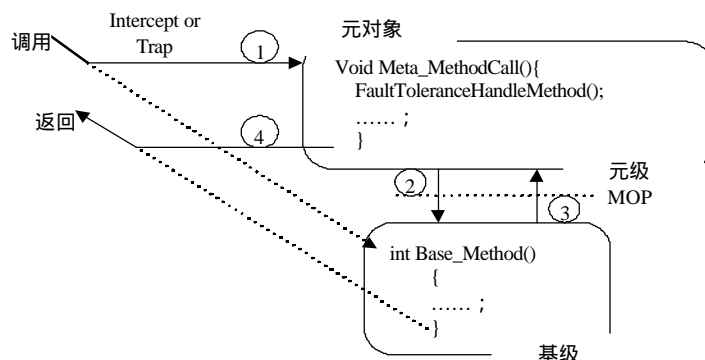 调用
Intercept or
Trap
1
元对象
Void Meta_MethodCall(){
FaultToleranceHandleMethod();
…… ;
}
返回
4
元级
2
MOP
3
int Base_Method()
{
…… ;
}
基级